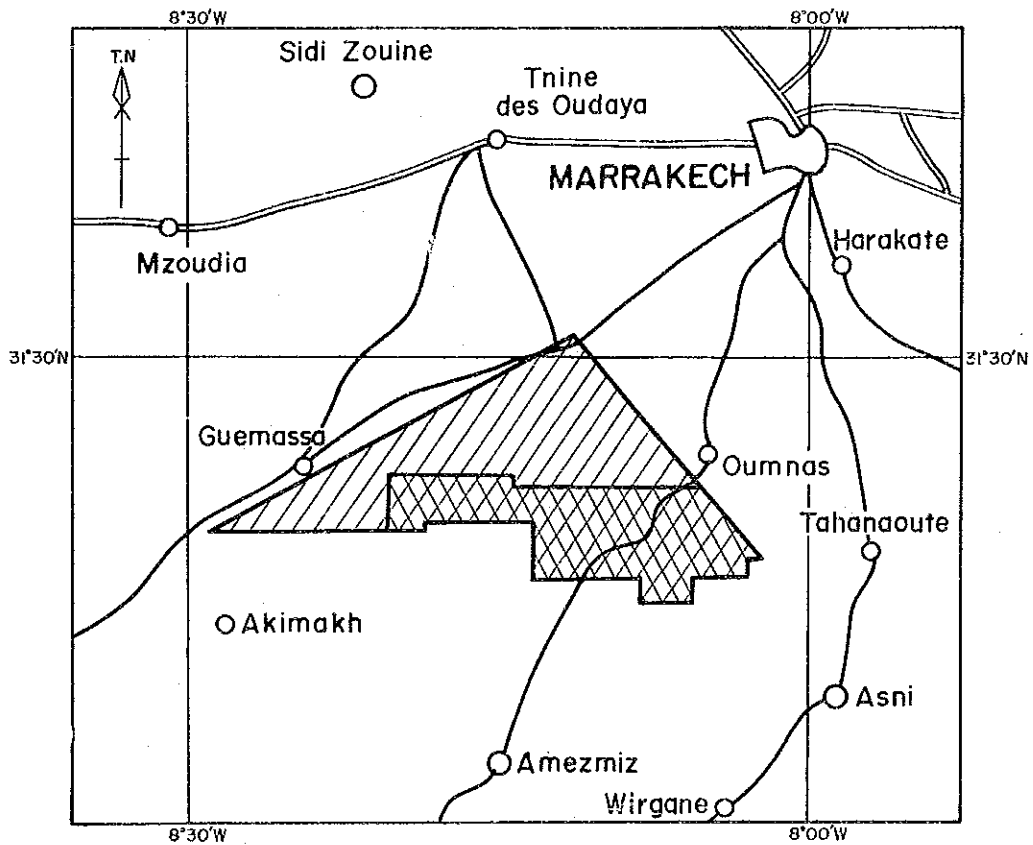 8°30'W
8°00'W
T.N
Sidi Zouine
Tnine
des Oudaya
MARRAKECH
Mzoudia
Harakate
31°30'N
31°30'N
Guemassa
Oumnas
Tahanaoute
Akimakh
Asni
Amezmiz
Wirgane
8°30'W
8°00'W